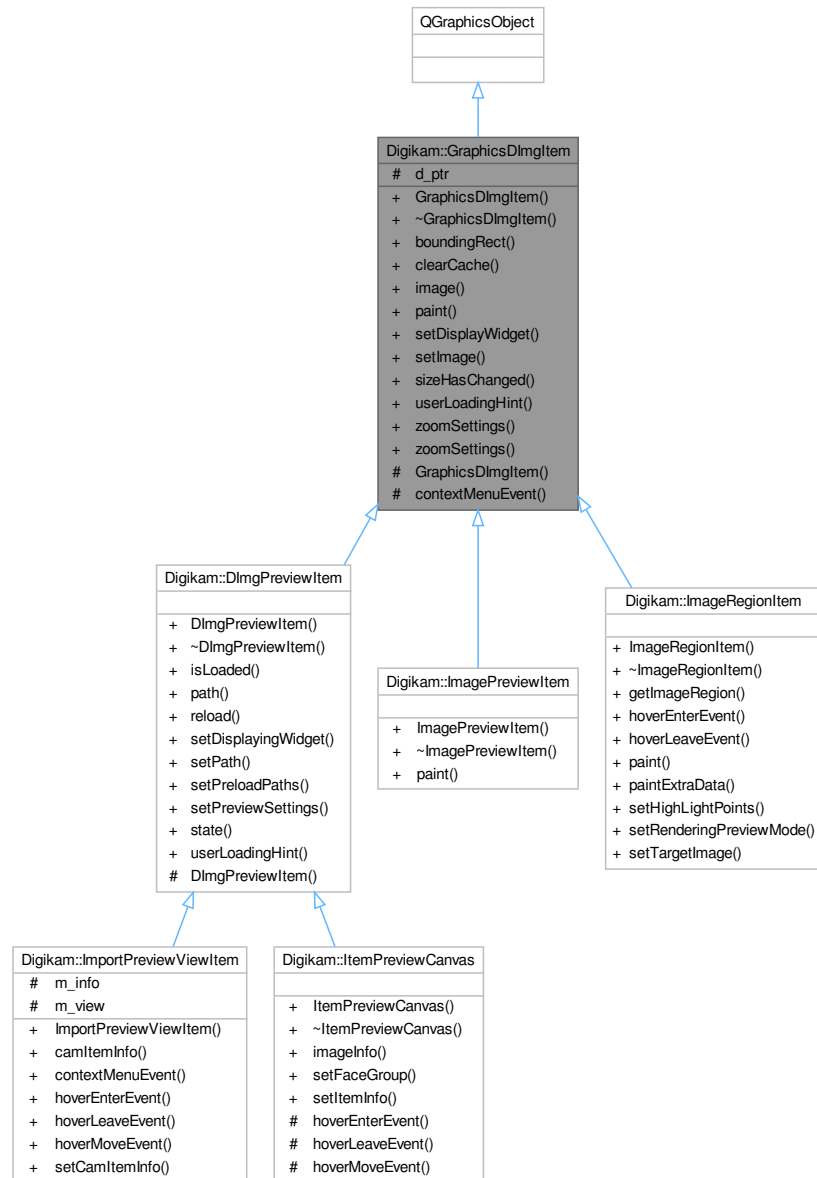 QGraphicsObject
Digikam::GraphicsDImgItem
# d_ptr
+ GraphicsDImgItem()
+ ~GraphicsDImgItem()
+ boundingRect()
+ clearCache()
+ image()
+ paint()
+ setDisplayWidget()
+ setImage()
+ sizeHasChanged()
+ userLoadingHint()
+ zoomSettings()
+ zoomSettings()
# GraphicsDImgItem()
# contextMenuEvent()
Digikam::DImgPreviewItem
+ DImgPreviewItem()
+ ~DImgPreviewItem()
+ isLoaded()
+ path()
+ reload()
+ setDisplayingWidget()
+ setPath()
+ setPreloadPaths()
+ setPreviewSettings()
+ state()
+ userLoadingHint()
# DImgPreviewItem()
Digikam::ImagePreviewItem
+ ImagePreviewItem()
+ ~ImagePreviewItem()
+ paint()
Digikam::ImageRegionItem
+ ImageRegionItem()
+ ~ImageRegionItem()
+ getImageRegion()
+ hoverEnterEvent()
+ hoverLeaveEvent()
+ paint()
+ paintExtraData()
+ setHighLightPoints()
+ setRenderingPreviewMode()
+ setTargetImage()
Digikam::ImportPreviewViewItem
# m_info
# m_view
+ ImportPreviewViewItem()
+ camItemInfo()
+ contextMenuEvent()
+ hoverEnterEvent()
+ hoverLeaveEvent()
+ hoverMoveEvent()
+ setCamItemInfo()
Digikam::ItemPreviewCanvas
+ ItemPreviewCanvas()
+ ~ItemPreviewCanvas()
+ imageInfo()
+ setFaceGroup()
+ setItemInfo()
# hoverEnterEvent()
# hoverLeaveEvent()
# hoverMoveEvent()